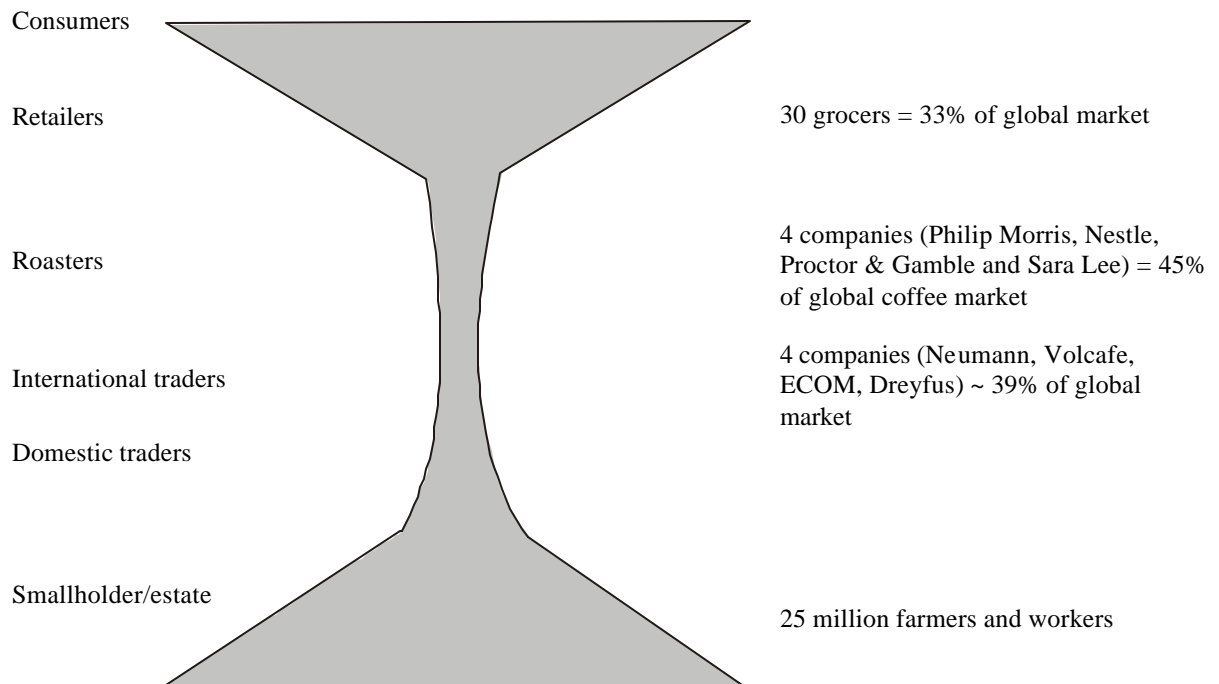 Consumers
Retailers
30 grocers = 33% of global market
Roasters
4 companies (Philip Morris, Nestle,
Proctor & Gamble and Sara Lee) = 45%
of global coffee market
International traders
4 companies (Neumann, Volcafe,
ECOM, Dreyfus) ~ 39% of global
market
Domestic traders
Smallholder/estate
25 million farmers and workers